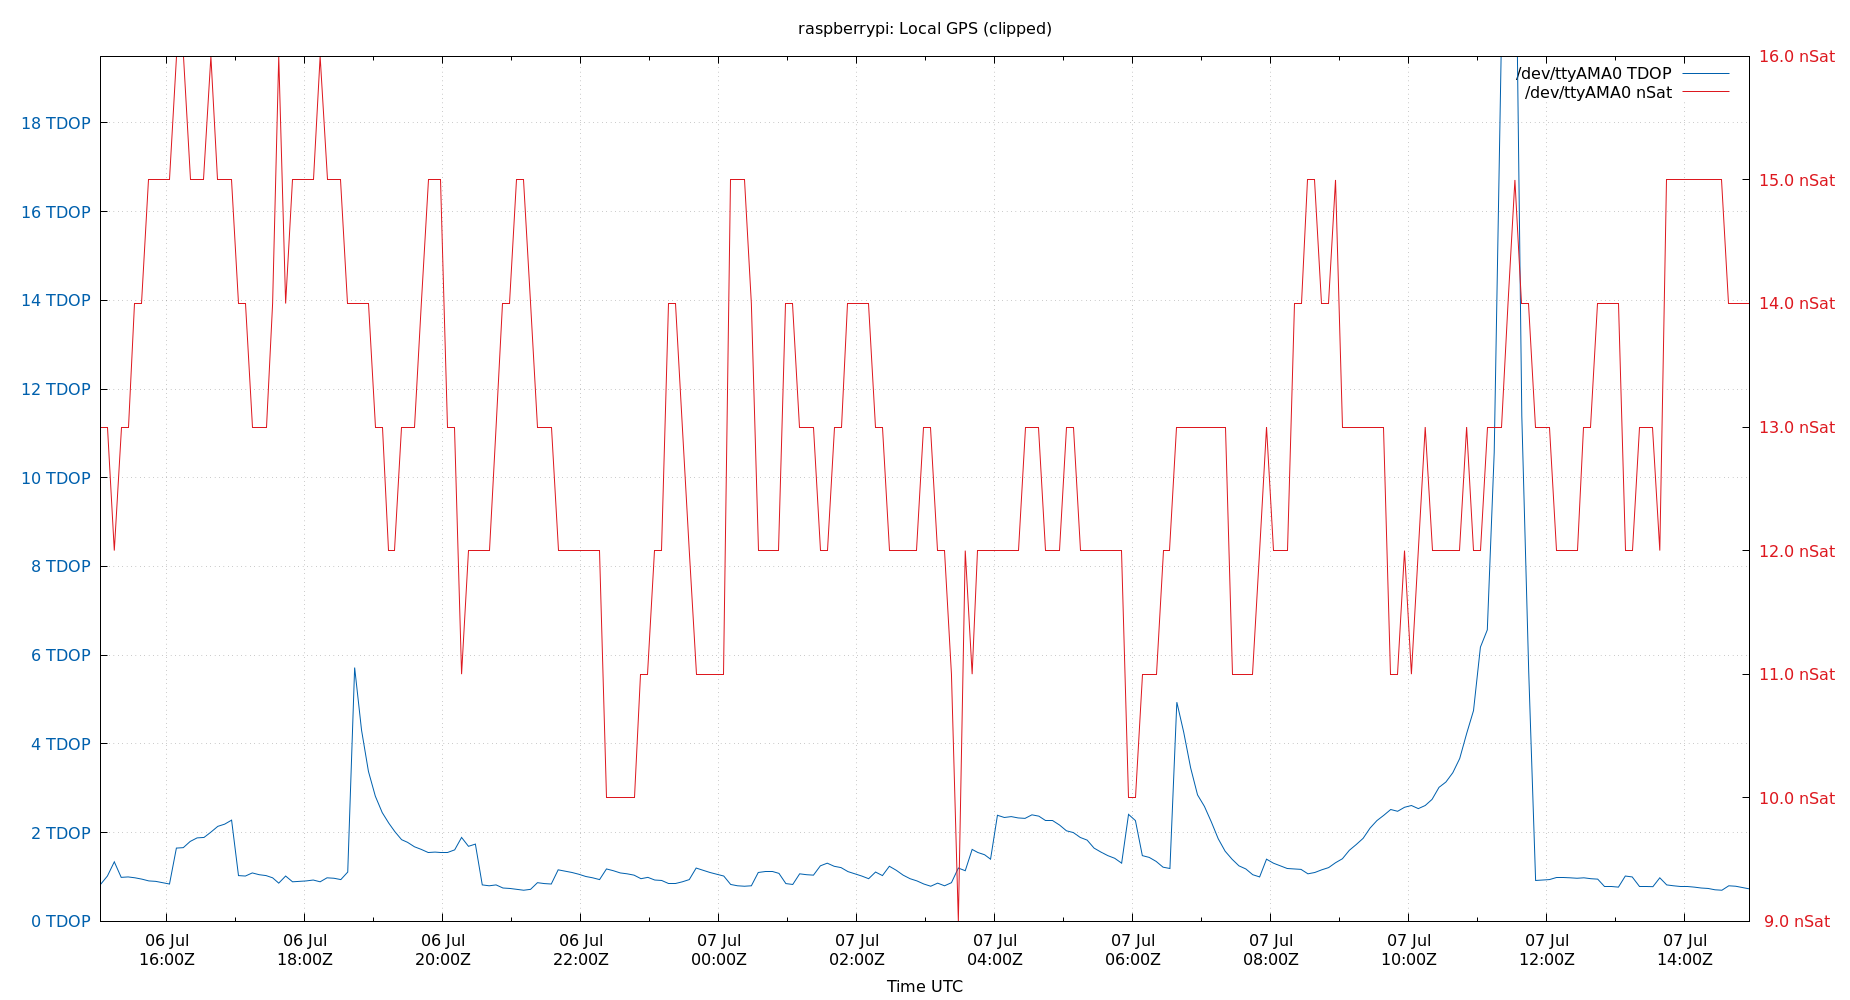 raspberrypi: Local GPS (clipped)
/dev/ttyAMA0 TDOP
/dev/ttyAMA0 nSat
18 TDOP
16 TDOP
14 TDOP
12 TDOP
10 TDOP
8 TDOP
6 TDOP
4 TDOP
2 TDOP
0 TDOP
16.0 nSat
15.0 nSat
14.0 nSat
13.0 nSat
12.0 nSat
11.0 nSat
10.0 nSat
9.0 nSat
06 Jul 06 Jul 06 Jul 06 Jul 07 Jul 07 Jul 07 Jul 07 Jul 07 Jul 07 Jul 07 Jul 07 Jul
16:00Z 18:00Z 20:00Z 22:00Z 00:00Z 02:00Z 04:00Z 06:00Z 08:00Z 10:00Z 12:00Z 14:00Z
Time UTC